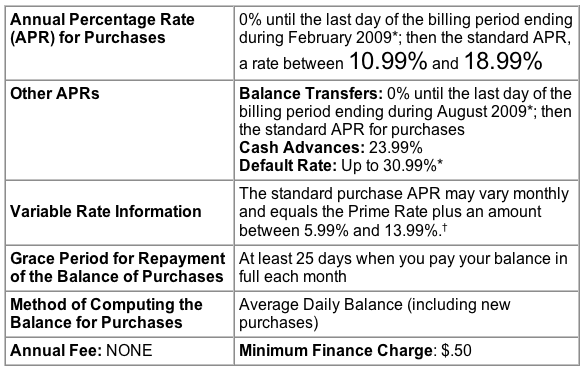 Annual Percentage Rate
(APR) for Purchases
0% until the last day of the billing period ending
during February 2009*; then the standard APR,
a rate between 10.99% and 18.99%
Other APRs
Balance Transfers: 0% until the last day of the
billing period ending during August 2009*; then
the standard APR for purchases
Cash Advances: 23.99%
Default Rate: Up to 30.99%*
Variable Rate Information
The standard purchase APR may vary monthly
and equals the Prime Rate plus an amount
between 5.99% and 13.99%.†
Grace Period for Repayment
of the Balance of Purchases
At least 25 days when you pay your balance in
full each month
Method of Computing the
Balance for Purchases
Average Daily Balance (including new
purchases)
Annual Fee: NONE
Minimum Finance Charge: $.50